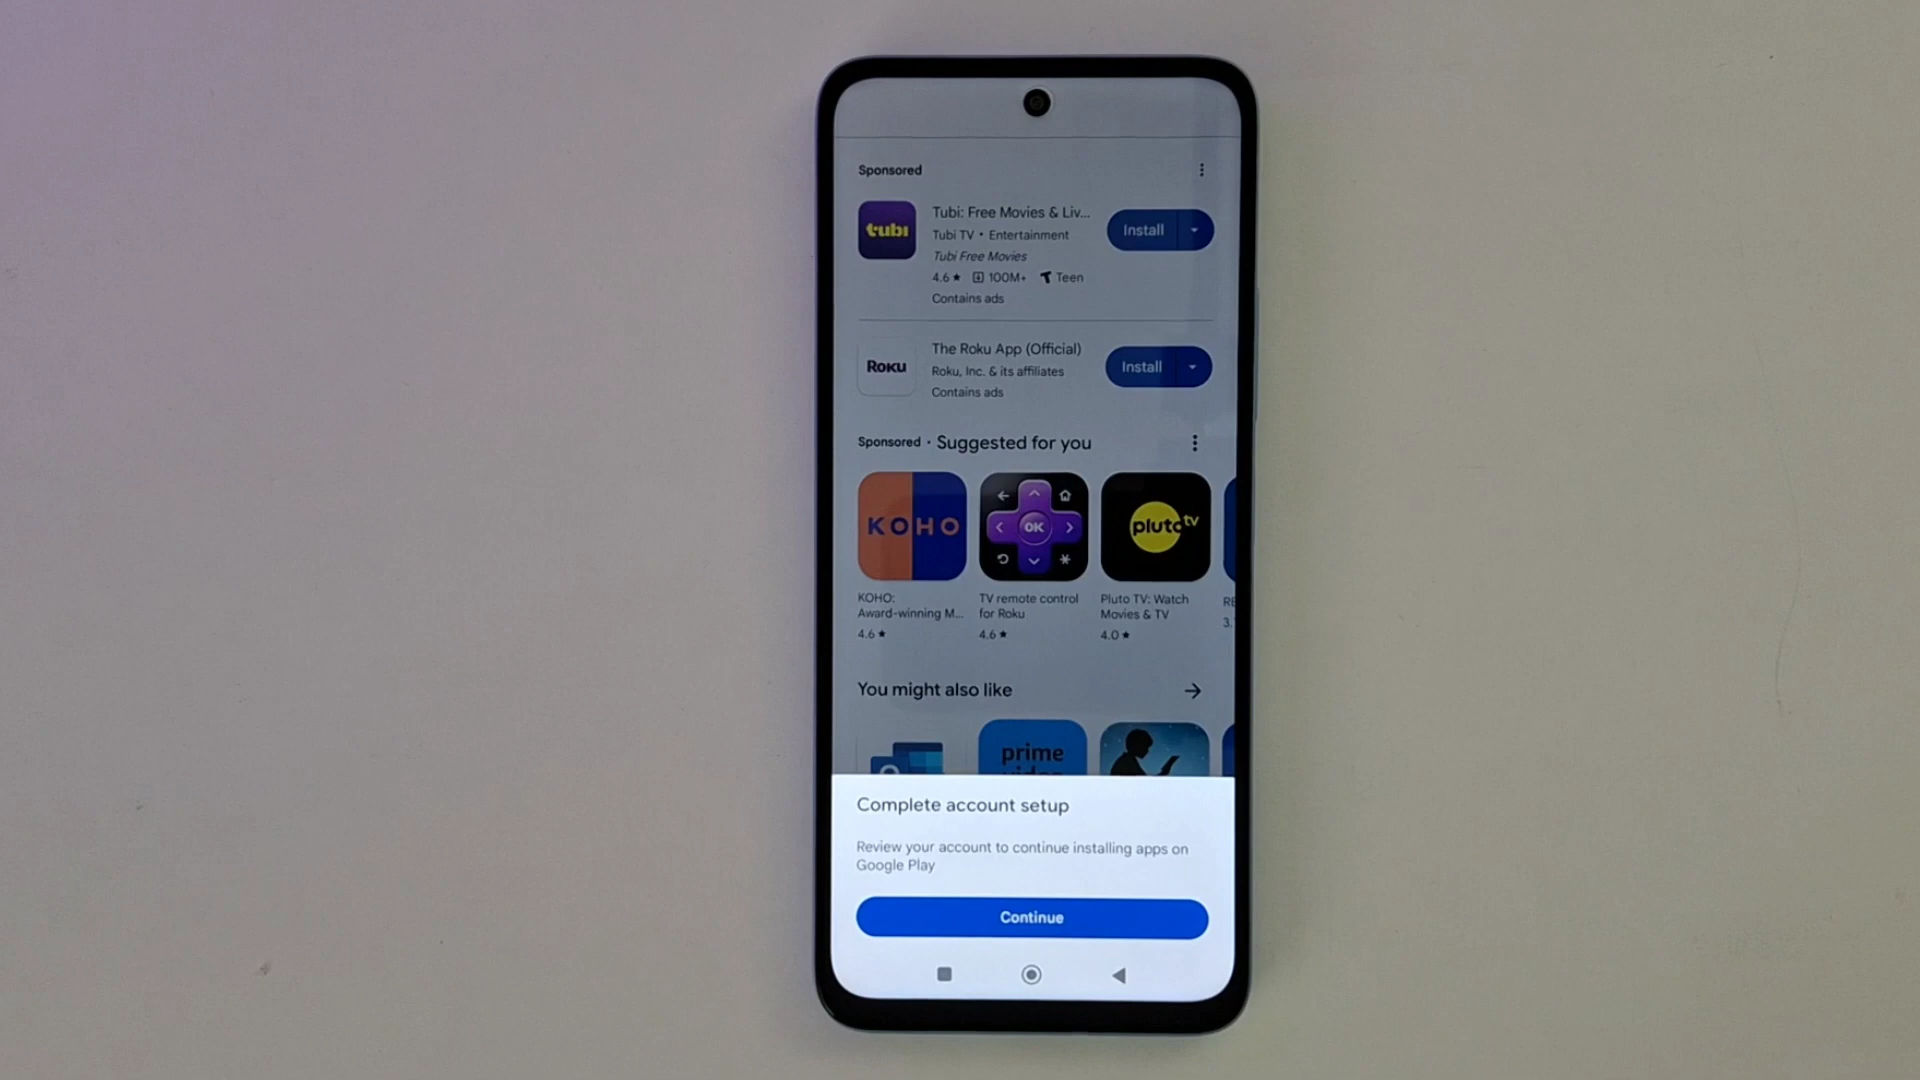 Sponsored
tubi
Tubi: Free Movies & Liv...
Tubi TV • Entertainment
Tubi Free Movies
4.6★ 100M+ Teen
Contains ads
Install
Roku
The Roku App (Official)
Roku, Inc. & its affiliates
Contains ads
Install
Sponsored · Suggested for you
KOHO
OK
pluto tv
KOHO:
Award-winning M...
4.6★
TV remote control
for Roku
4.6★
Pluto TV: Watch
Movies & TV
4.0★
RE
3.
You might also like
prime
video
Complete account setup
Review your account to continue installing apps on
Google Play
Continue